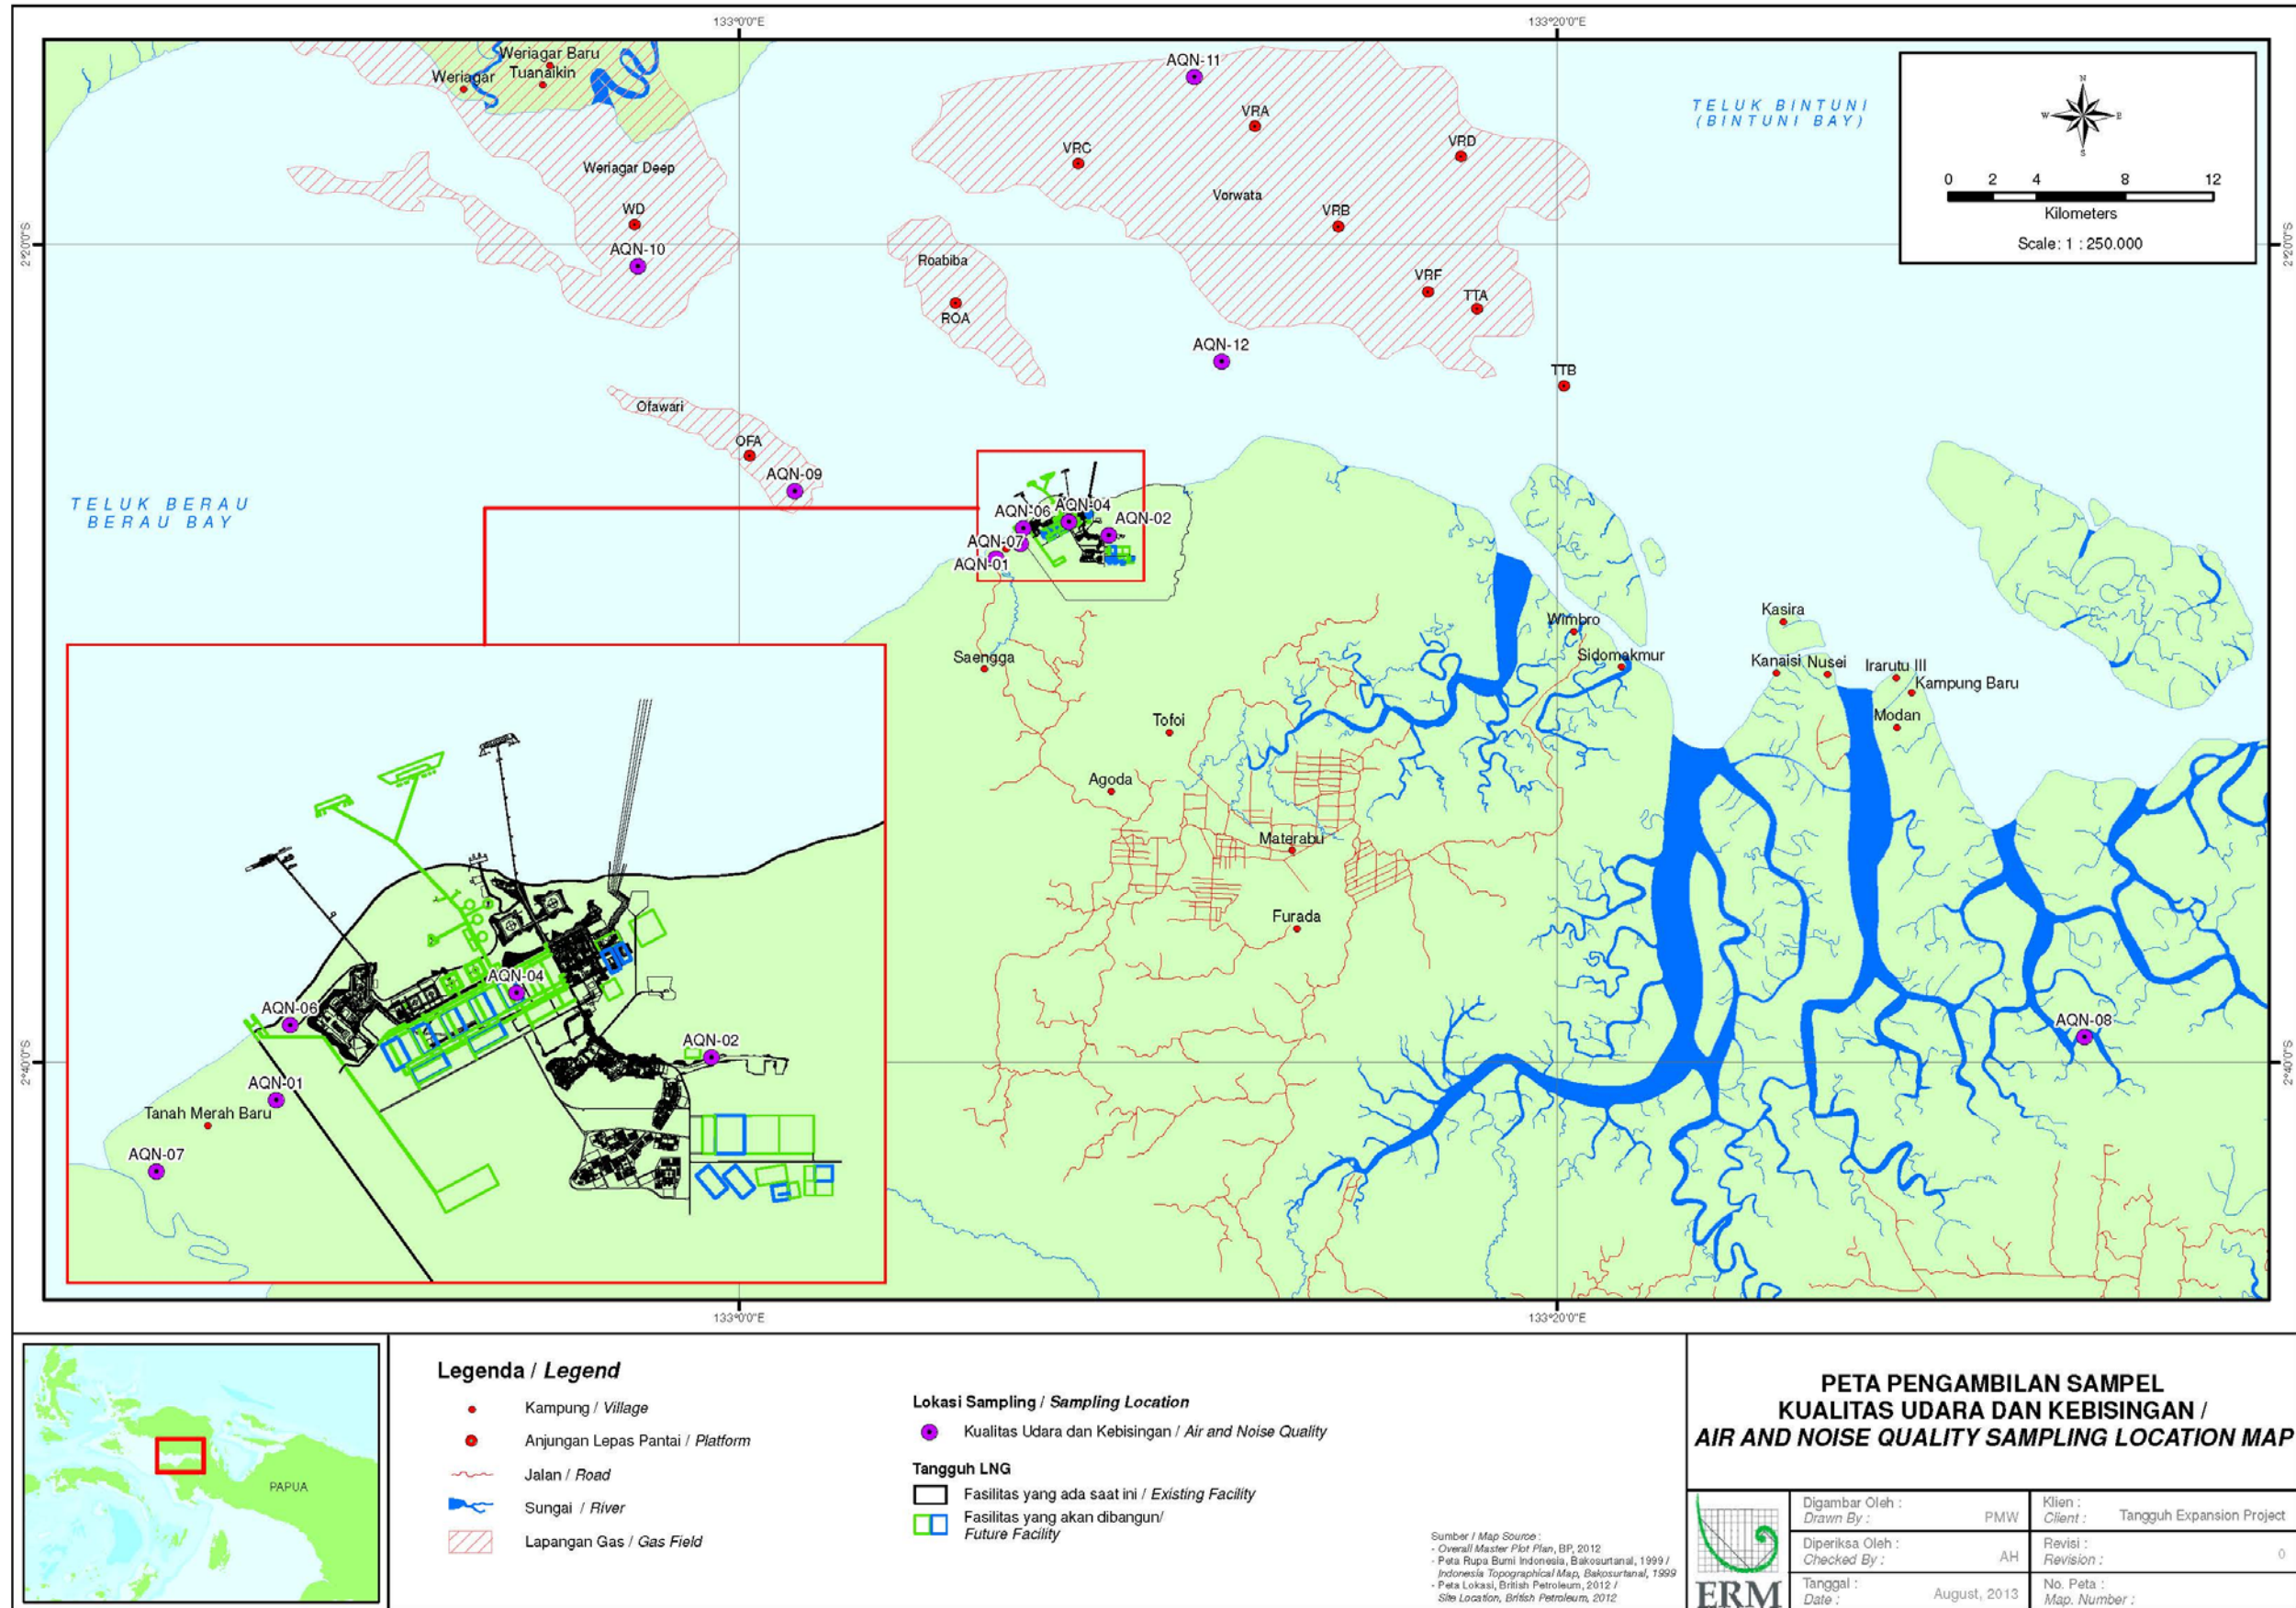 133°0'0"E
133°20'0"E
Weriagar Baru
Weriagar
Tuanaikin
AQN-11
VRA
VRC
VRD
TELUK BINTUNI
(BINTUNI BAY)
N
W
E
S
0 2 4 8 12
Kilometers
Scale: 1 : 250.000
Weriagar Deep
Vorwata
WD
VRB
AQN-10
2°20'0"S
2°20'0"S
Roabiba
ROA
VRF
TTA
AQN-12
TTB
Ofawari
OFA
AQN-09
TELUK BERAU
BERAU BAY
AQN-06
AQN-04
AQN-02
AQN-07
AQN-01
Saengga
Wimbro
Sidomakmur
Kasira
Kanaisi
Nusei
Irarutu III
Kampung Baru
Modan
Tofoi
Agoda
Materabu
Furada
AQN-08
AQN-04
AQN-06
AQN-02
AQN-01
Tanah Merah Baru
AQN-07
2°40'0"S
2°40'0"S
133°0'0"E
133°20'0"E
PAPUA
Legenda / Legend
Kampung / Village
Anjungan Lepas Pantai / Platform
Jalan / Road
Sungai / River
Lapangan Gas / Gas Field
Lokasi Sampling / Sampling Location
Kualitas Udara dan Kebisingan / Air and Noise Quality
Tangguh LNG
Fasilitas yang ada saat ini / Existing Facility
Fasilitas yang akan dibangun/
Future Facility
Sumber / Map Source :
- Overall Master Plot Plan, BP, 2012
- Peta Rupa Bumi Indonesia, Bakosurtanal, 1999 /
Indonesia Topographical Map, Bakosurtanal, 1999
- Peta Lokasi, British Petroleum, 2012 /
Site Location, British Petroleum, 2012
PETA PENGAMBILAN SAMPEL
KUALITAS UDARA DAN KEBISINGAN /
AIR AND NOISE QUALITY SAMPLING LOCATION MAP
ERM
Digambar Oleh :
Drawn By : PMW
Klien :
Client : Tangguh Expansion Project
Diperiksa Oleh :
Checked By : AH
Revisi :
Revision : 0
Tanggal :
Date : August, 2013
No. Peta :
Map. Number :